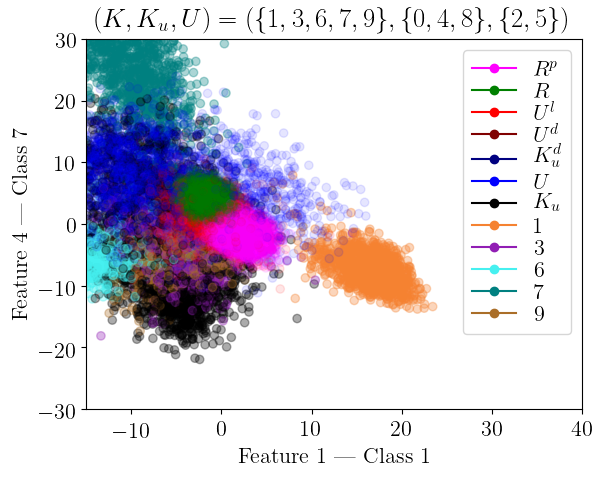 (K, K_u, U) = ({1, 3, 6, 7, 9}, {0, 4, 8}, {2, 5})
30
20
10
0
−10
−20
−30
Feature 4 — Class 7
−10 0 10 20 30 40
Feature 1 — Class 1
R^p
R
U^l
U^d
K_u^d
U
K_u
1
3
6
7
9